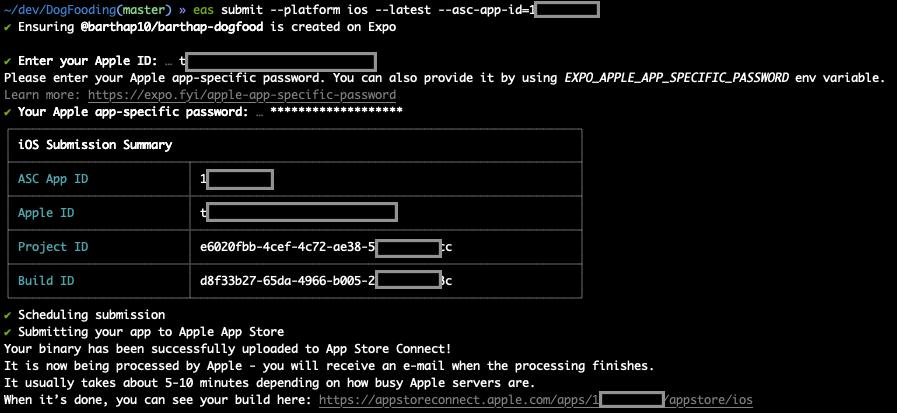 ~/dev/DogFooding(master) » eas submit --platform ios --latest --asc-app-id=1
✔ Ensuring @barthap10/barthap-dogfood is created on Expo
✔ Enter your Apple ID: … t
Please enter your Apple app-specific password. You can also provide it by using EXPO_APPLE_APP_SPECIFIC_PASSWORD env variable.
Learn more: https://expo.fyi/apple-app-specific-password
✔ Your Apple app-specific password: … *******************
iOS Submission Summary
ASC App ID 1
Apple ID t
Project ID e6020fbb-4cef-4c72-ae38-5 cc
Build ID d8f33b27-65da-4966-b005-2 8c
✔ Scheduling submission
✔ Submitting your app to Apple App Store
Your binary has been successfully uploaded to App Store Connect!
It is now being processed by Apple - you will receive an e-mail when the processing finishes.
It usually takes about 5-10 minutes depending on how busy Apple servers are.
When it's done, you can see your build here: https://appstoreconnect.apple.com/apps/1 /appstore/ios